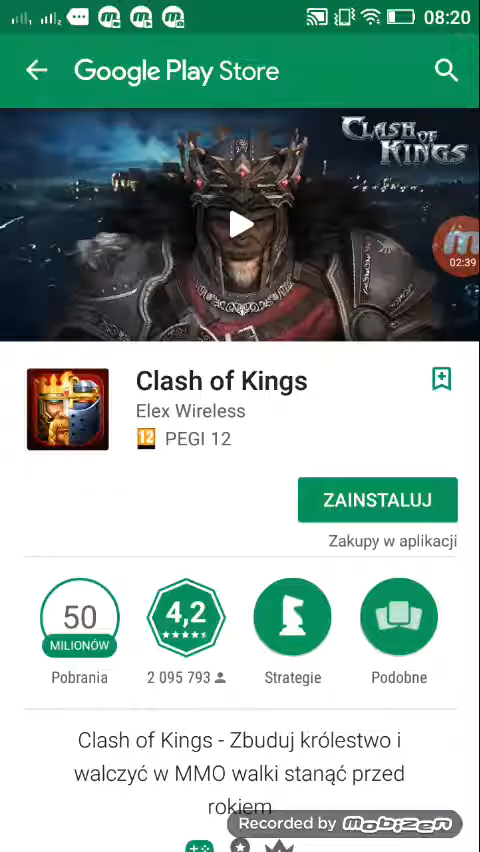 08:20
Google Play Store
CLASH OF
KINGS
02:39
Clash of Kings
Elex Wireless
12 PEGI 12
ZAINSTALUJ
Zakupy w aplikacji
50
MILIONÓW
4,2
Pobrania
2 095 793
Strategie
Podobne
Clash of Kings - Zbuduj królestwo i
walczyć w MMO walki stanąć przed
rokiem
Recorded by mobizen